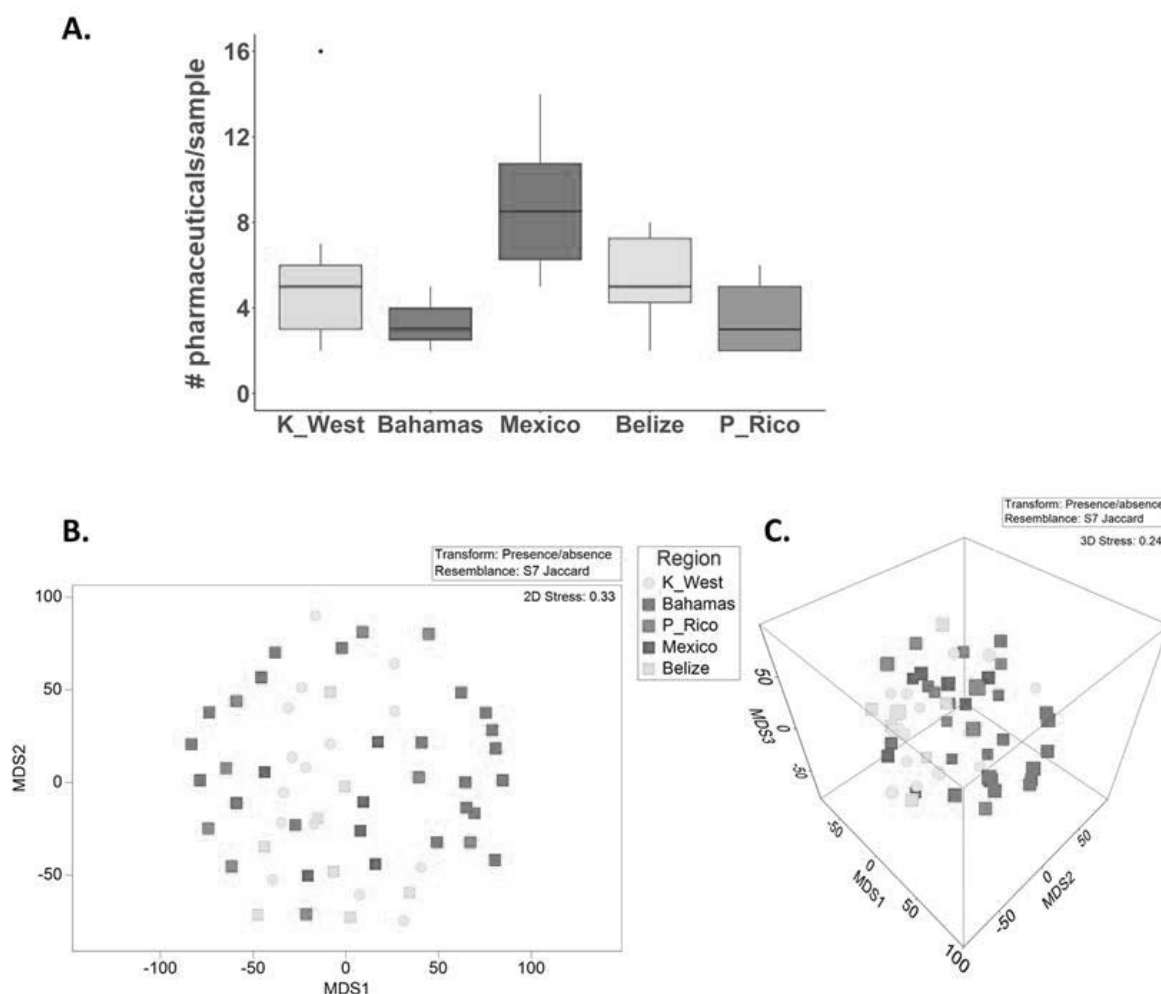 A.
# pharmaceuticals/sample
16
12
8
4
0
K_West Bahamas Mexico Belize P_Rico
B.
Transform: Presence/absence
Resemblance: S7 Jaccard
2D Stress: 0.33
100
50
0
-50
MDS2
-100 -50 0 50 100
MDS1
Region
K_West
Bahamas
P_Rico
Mexico
Belize
C.
Transform: Presence/absence
Resemblance: S7 Jaccard
3D Stress: 0.24
50
0
-50
MDS3
-50
0
50
100
MDS1
50
0
-50
MDS2